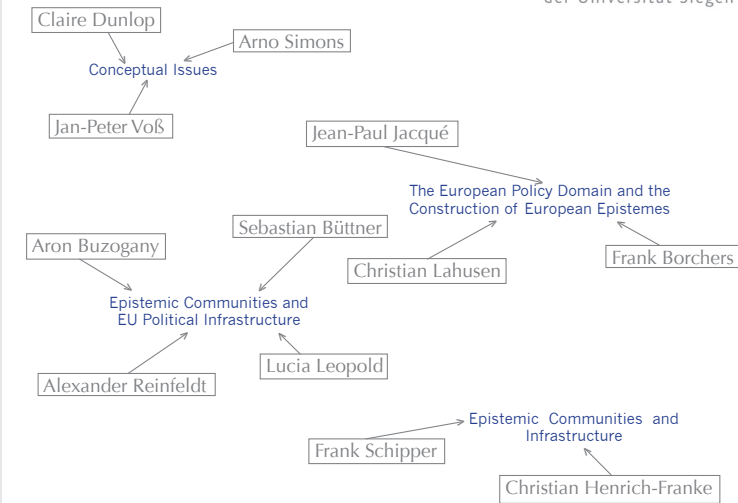 der Universität Siegen
Claire Dunlop
Arno Simons
Conceptual Issues
Jan-Peter Voß
Jean-Paul Jacqué
The European Policy Domain and the
Construction of European Epistemes
Sebastian Büttner
Aron Buzogany
Christian Lahusen
Frank Borchers
Epistemic Communities and
EU Political Infrastructure
Lucia Leopold
Alexander Reinfeldt
Epistemic Communities and
Infrastructure
Frank Schipper
Christian Henrich-Franke